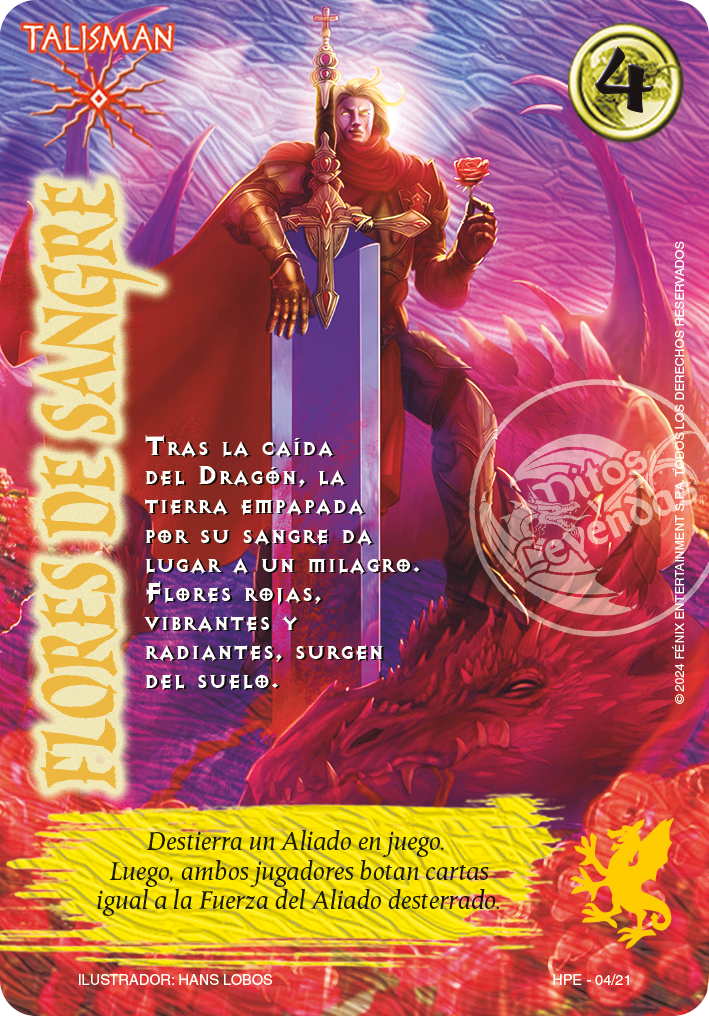 TALISMAN
4
FLORES DE SANGRE
Tras la caída
del Dragón, la
tierra empapada
por su sangre da
lugar a un milagro.
Flores rojas,
vibrantes y
radiantes, surgen
del suelo.
Mitos
y
Leyendas
©2024 FÉNIX ENTERTAINMENT S.P.A. TODOS LOS DERECHOS RESERVADOS
Destierra un Aliado en juego.
Luego, ambos jugadores botan cartas
igual a la Fuerza del Aliado desterrado.
ILUSTRADOR: HANS LOBOS
HPE - 04/21